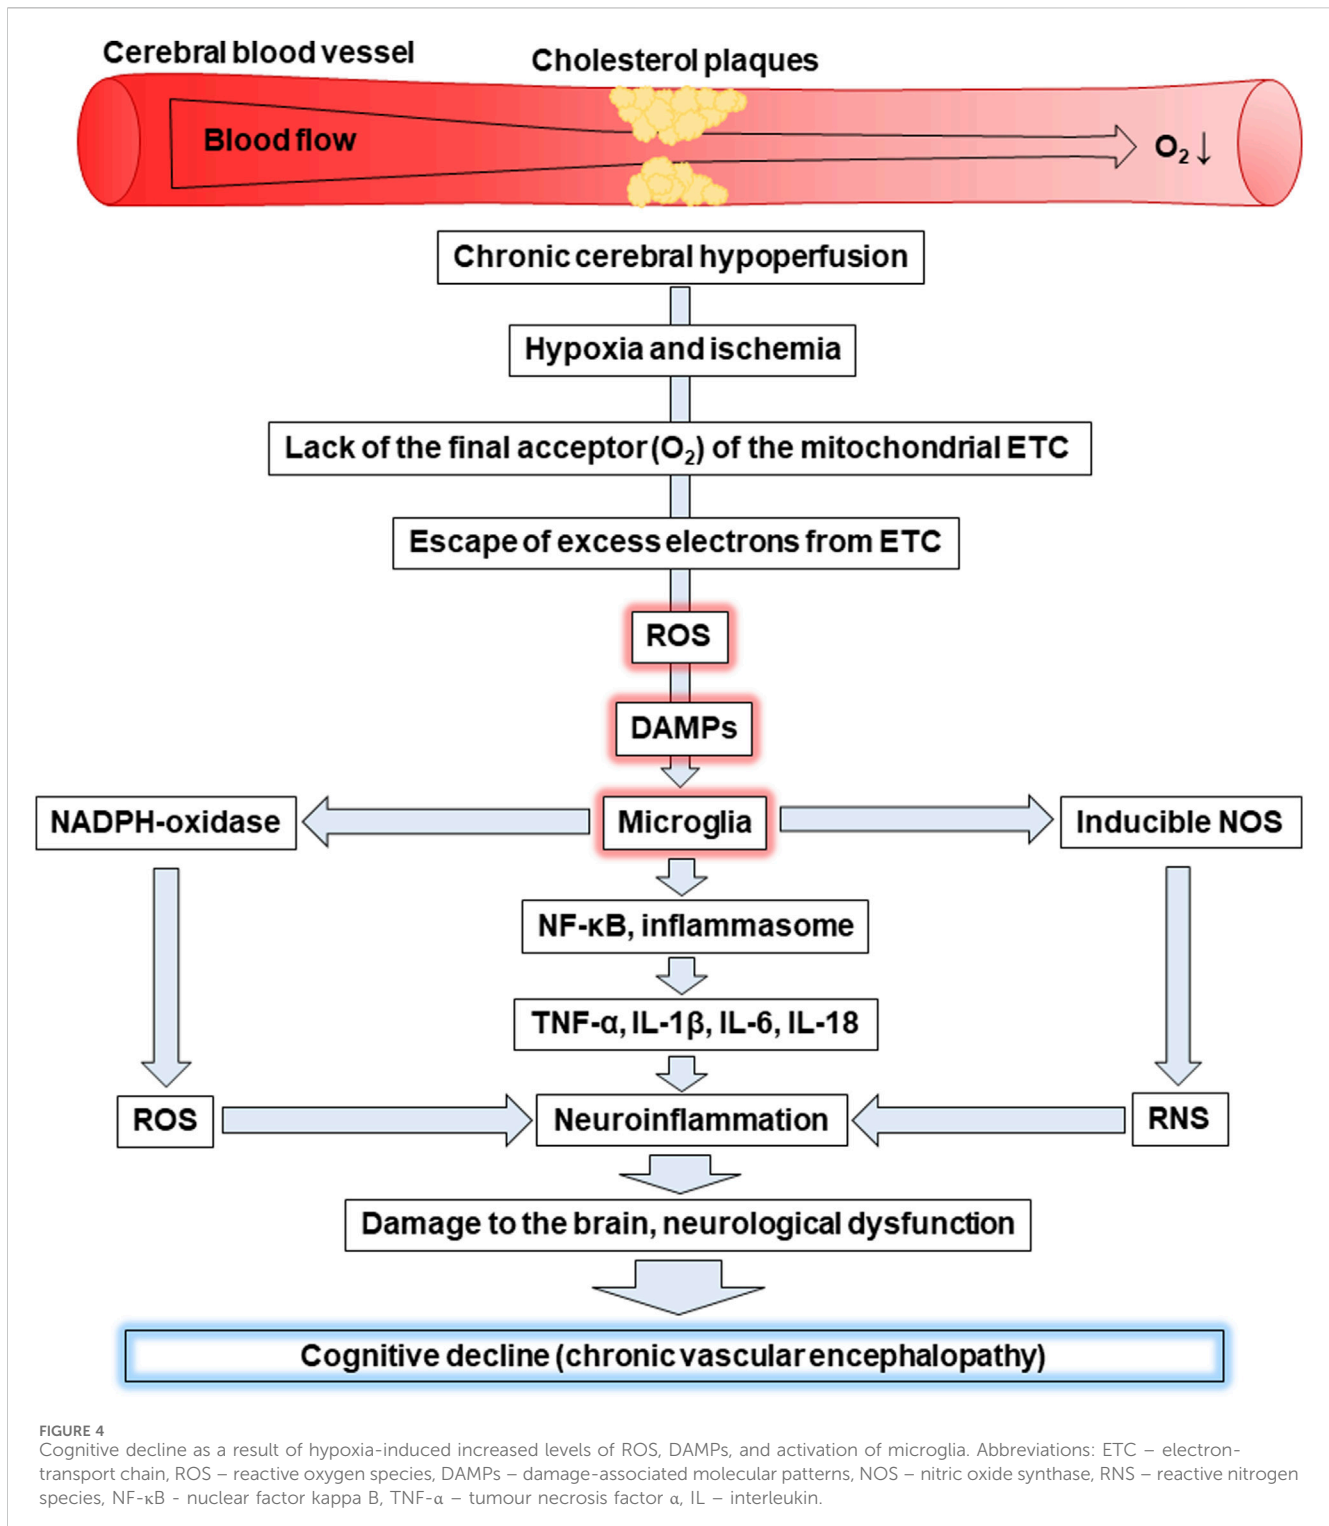 Cerebral blood vessel
Cholesterol plaques
Blood flow
O₂ ↓
Chronic cerebral hypoperfusion
Hypoxia and ischemia
Lack of the final acceptor (O₂) of the mitochondrial ETC
Escape of excess electrons from ETC
ROS
DAMPs
NADPH-oxidase
Microglia
Inducible NOS
NF-κB, inflammasome
TNF-α, IL-1β, IL-6, IL-18
ROS
Neuroinflammation
RNS
Damage to the brain, neurological dysfunction
Cognitive decline (chronic vascular encephalopathy)
FIGURE 4
Cognitive decline as a result of hypoxia-induced increased levels of ROS, DAMPs, and activation of microglia. Abbreviations: ETC – electron-
transport chain, ROS – reactive oxygen species, DAMPs – damage-associated molecular patterns, NOS – nitric oxide synthase, RNS – reactive nitrogen
species, NF-κB - nuclear factor kappa B, TNF-α – tumour necrosis factor α, IL – interleukin.